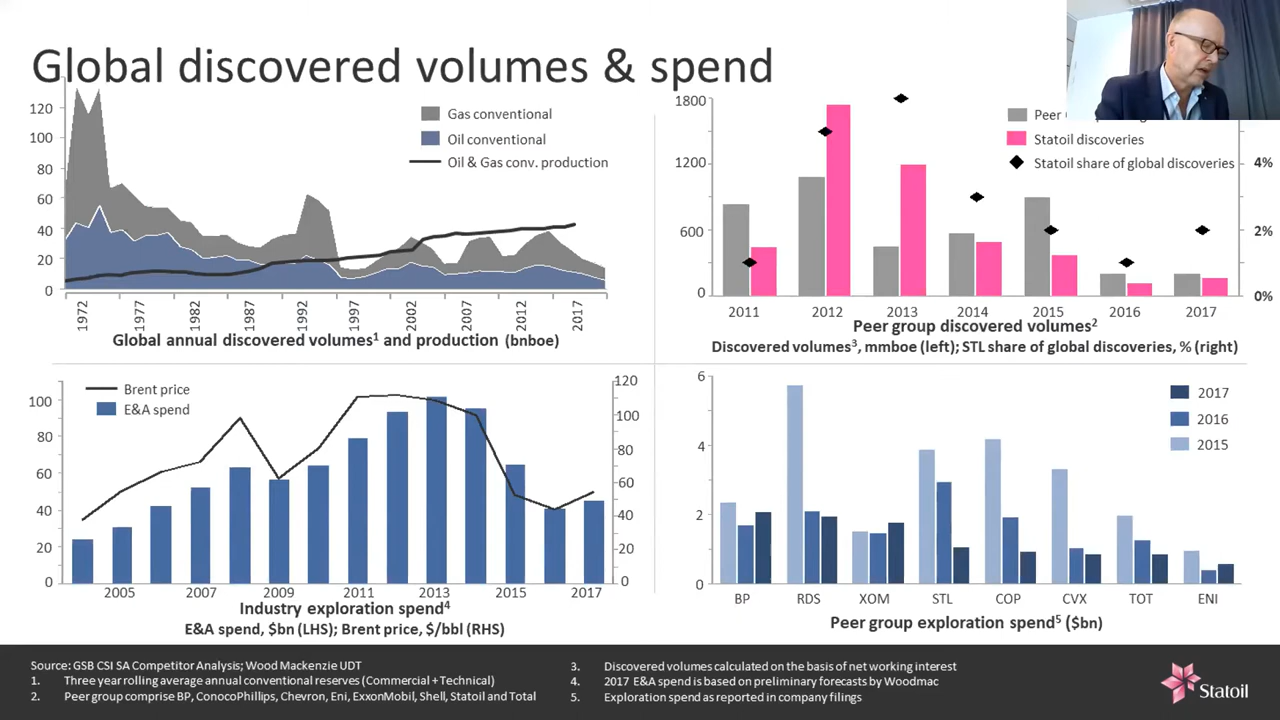 Global discovered volumes & spend
Gas conventional
Oil conventional
Oil & Gas conv. production
120
100
80
60
40
20
0
1972
1977
1982
1987
1992
1997
2002
2007
2012
2017
Global annual discovered volumes¹ and production (bnboe)
Peer
Statoil discoveries
Statoil share of global discoveries
1800
1200
600
0
4%
2%
0%
2011 2012 2013 2014 2015 2016 2017
Peer group discovered volumes²
Discovered volumes³, mmboe (left); STL share of global discoveries, % (right)
Brent price
E&A spend
100
80
60
40
20
0
120
100
80
60
40
20
0
2005 2007 2009 2011 2013 2015 2017
Industry exploration spend⁴
E&A spend, $bn (LHS); Brent price, $/bbl (RHS)
6
4
2
0
2017
2016
2015
BP RDS XOM STL COP CVX TOT ENI
Peer group exploration spend⁵ ($bn)
Source: GSB CSI SA Competitor Analysis; Wood Mackenzie UDT
1. Three year rolling average annual conventional reserves (Commercial + Technical)
2. Peer group comprise BP, ConocoPhillips, Chevron, Eni, ExxonMobil, Shell, Statoil and Total
3. Discovered volumes calculated on the basis of net working interest
4. 2017 E&A spend is based on preliminary forecasts by Woodmac
5. Exploration spend as reported in company filings
Statoil